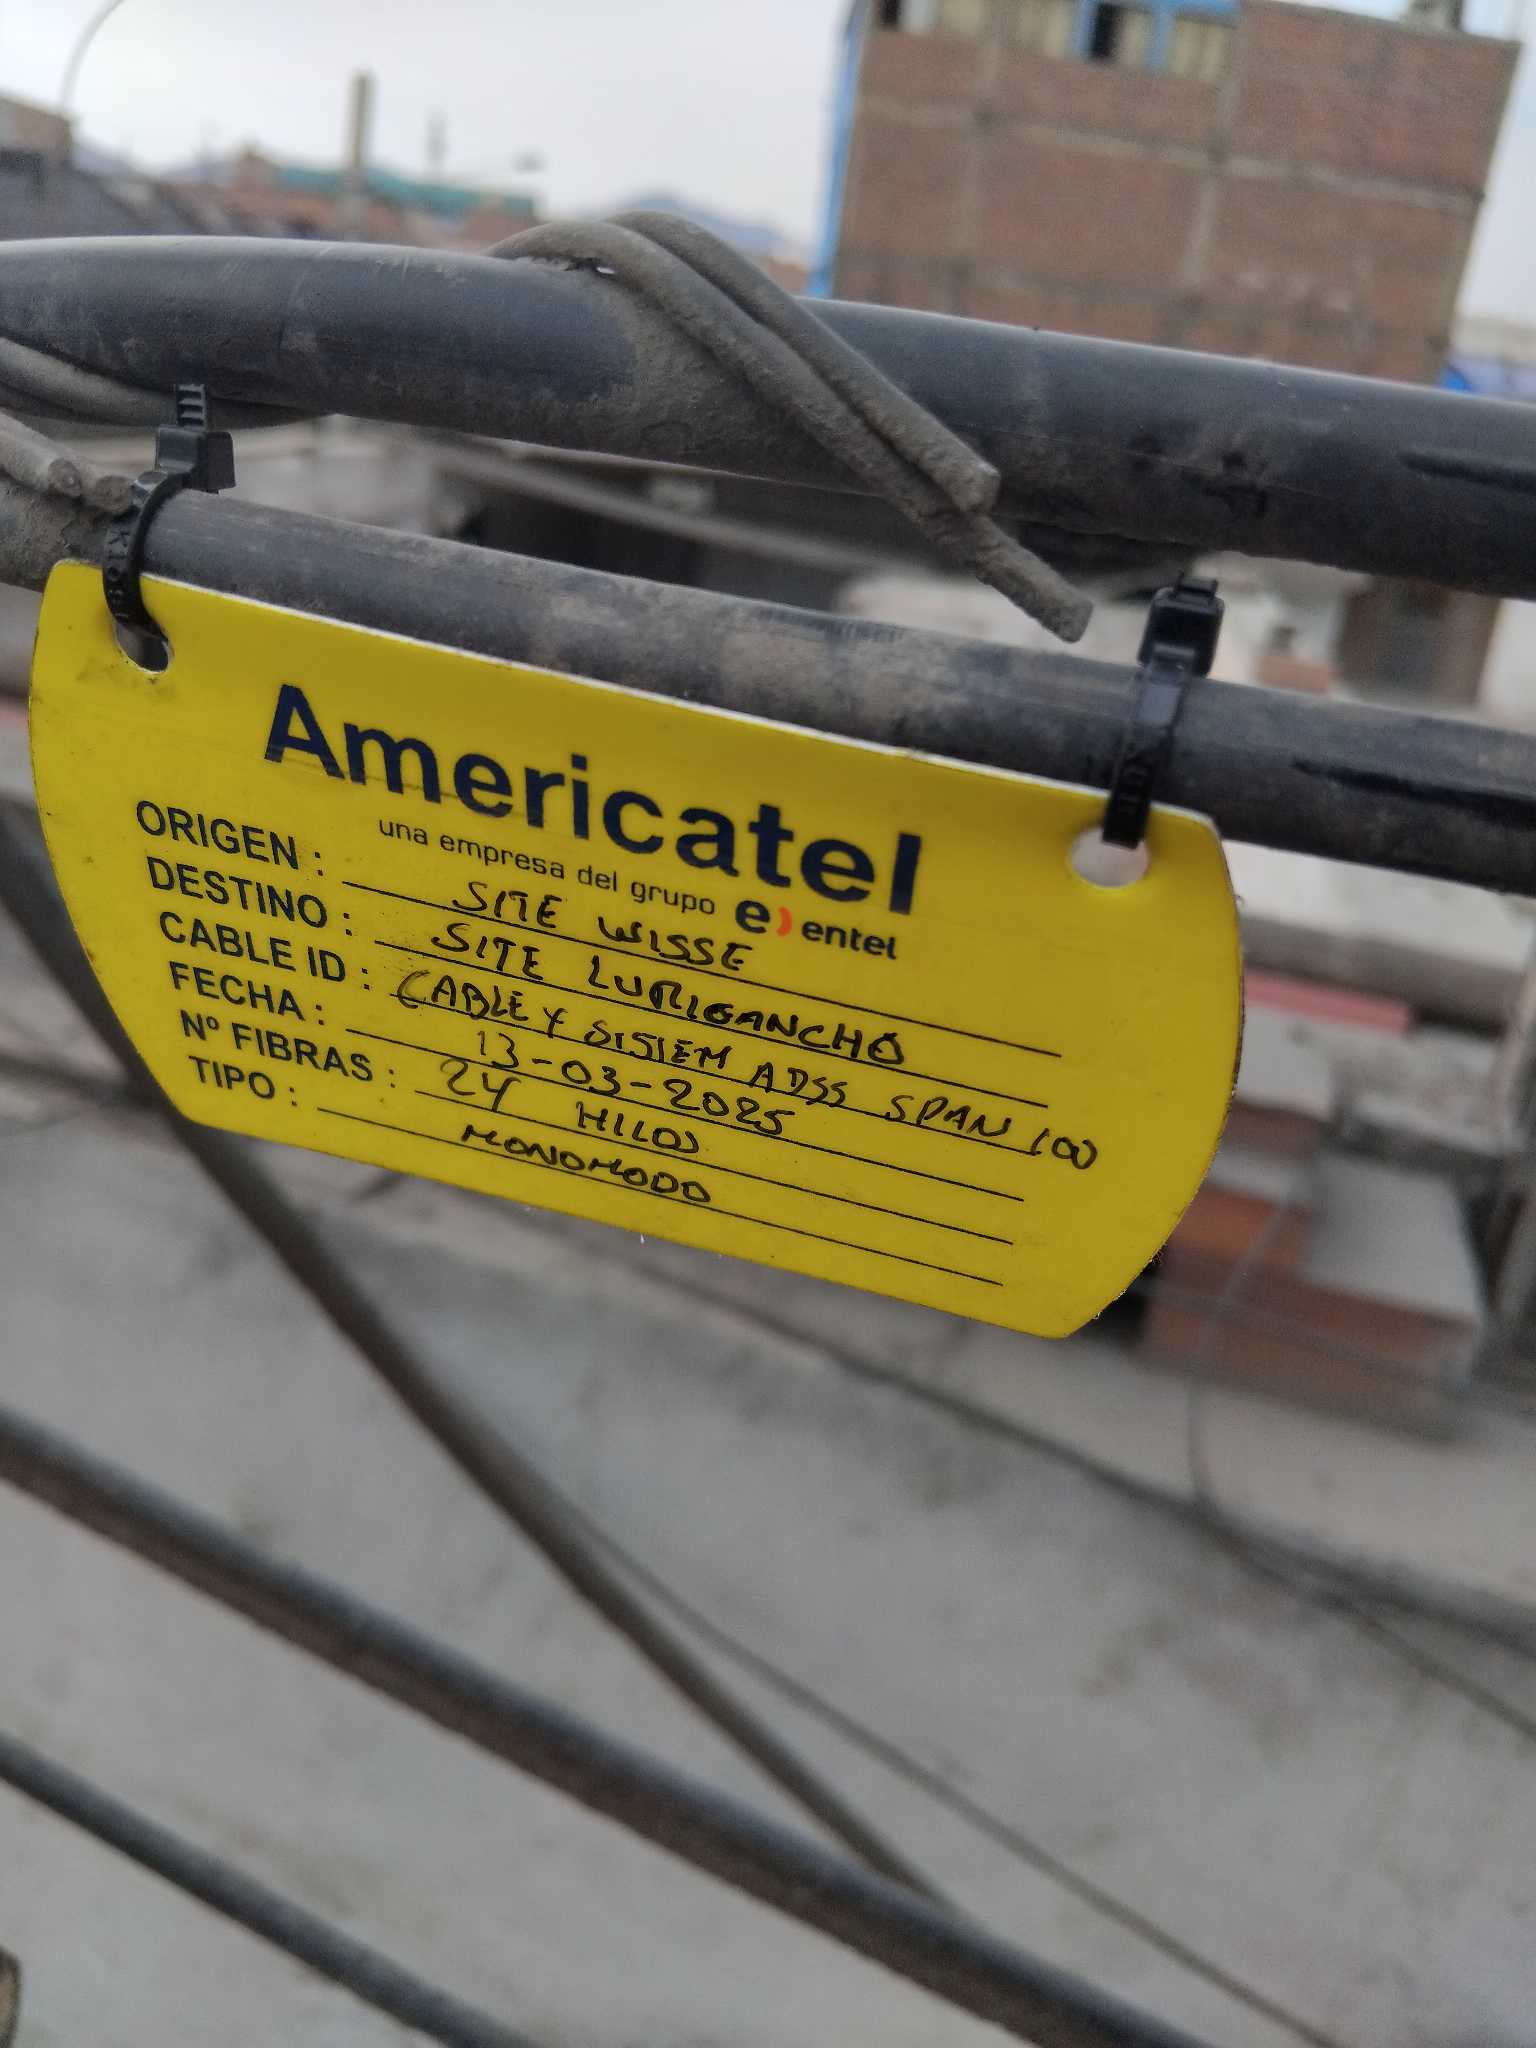 Americatel
una empresa del grupo entel
ORIGEN : SITE WISSE
DESTINO : SITE LURIGANCHO
CABLE ID : CABLE Y SISTEM ADSS SPAN 100
FECHA : 13-03-2025
Nº FIBRAS : 24 HILOS
TIPO : MONOMODO